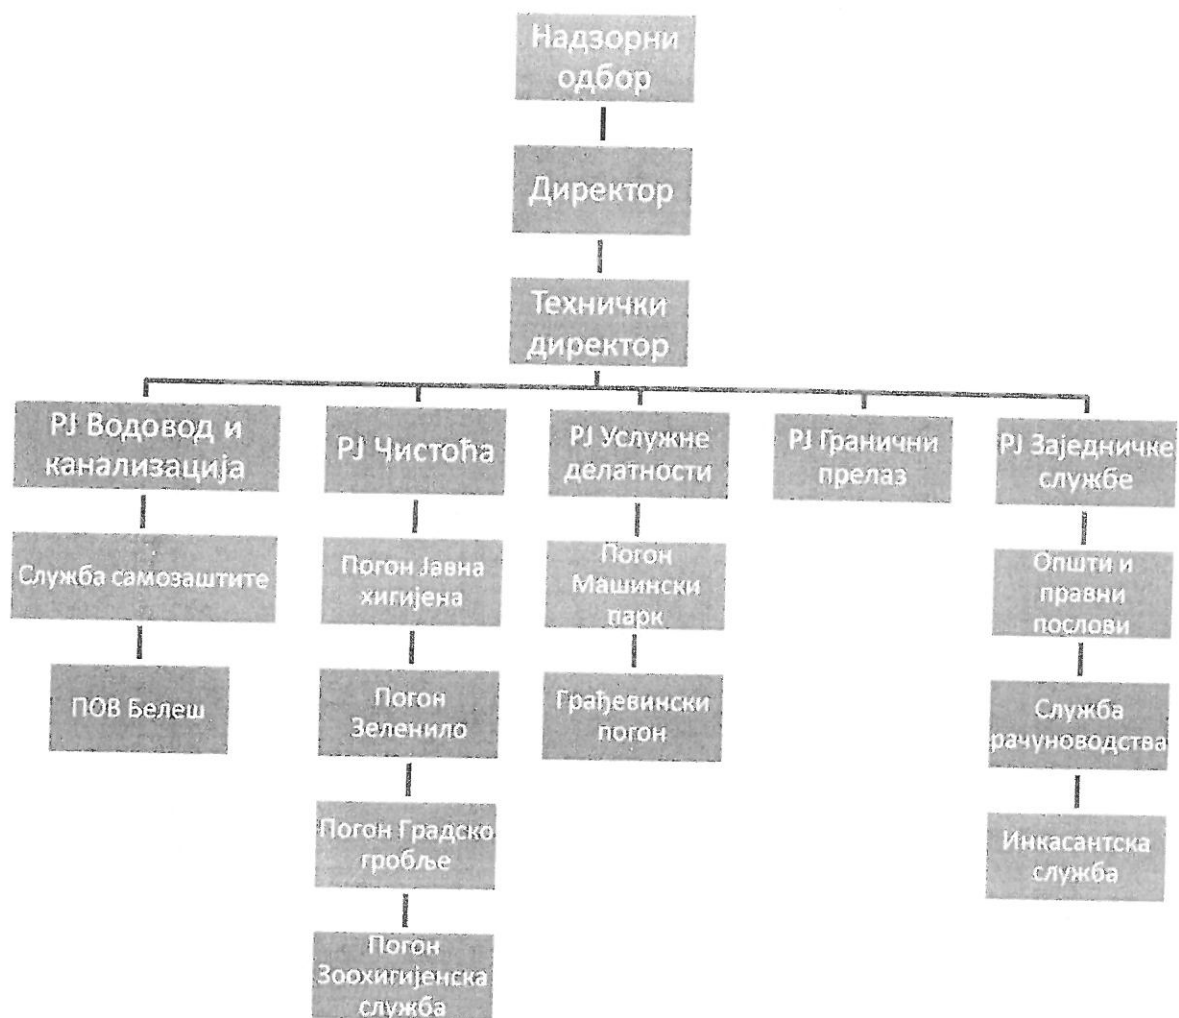 Надзорни
одбор
Директор
Технички
директор
РЈ Водовод и
канализација
РЈ Чистоћа
РЈ Услужне
делатности
РЈ Гранични
прелаз
РЈ Заједничке
службе
Служба самозаштите
Погон Јавна
хигијена
Погон
Машински
парк
Општи и
правни
послови
ПОВ Белеш
Погон
Зеленило
Грађевински
погон
Служба
рачуноводства
Погон Градско
гробље
Инкасантска
служба
Погон
Зоохигијенска
служба